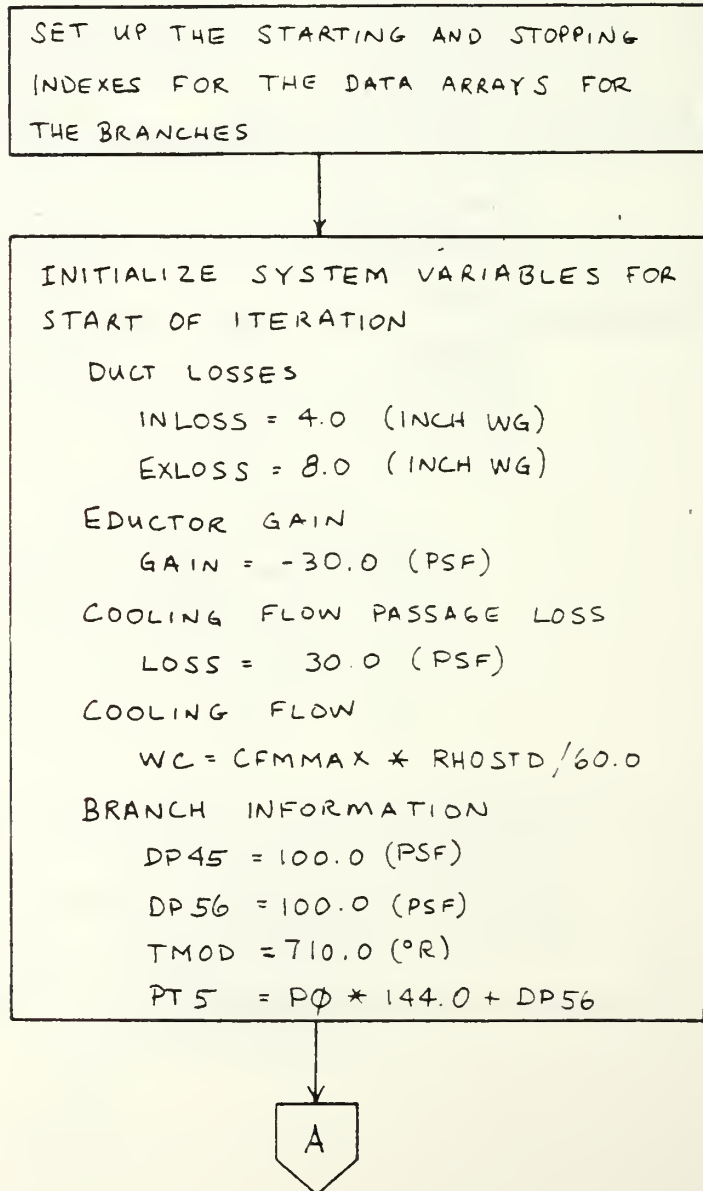 SET UP THE STARTING AND STOPPING
INDEXES FOR THE DATA ARRAYS FOR
THE BRANCHES
INITIALIZE SYSTEM VARIABLES FOR
START OF ITERATION
DUCT LOSSES
INLOSS = 4.0 (INCH WG)
EXLOSS = 8.0 (INCH WG)
EDUCTOR GAIN
GAIN = -30.0 (PSF)
COOLING FLOW PASSAGE LOSS
LOSS = 30.0 (PSF)
COOLING FLOW
WC = CFMMAX * RHOSTD/60.0
BRANCH INFORMATION
DP45 = 100.0 (PSF)
DP56 = 100.0 (PSF)
TMOD = 710.0 (°R)
PT5 = PØ * 144.0 + DP56
A